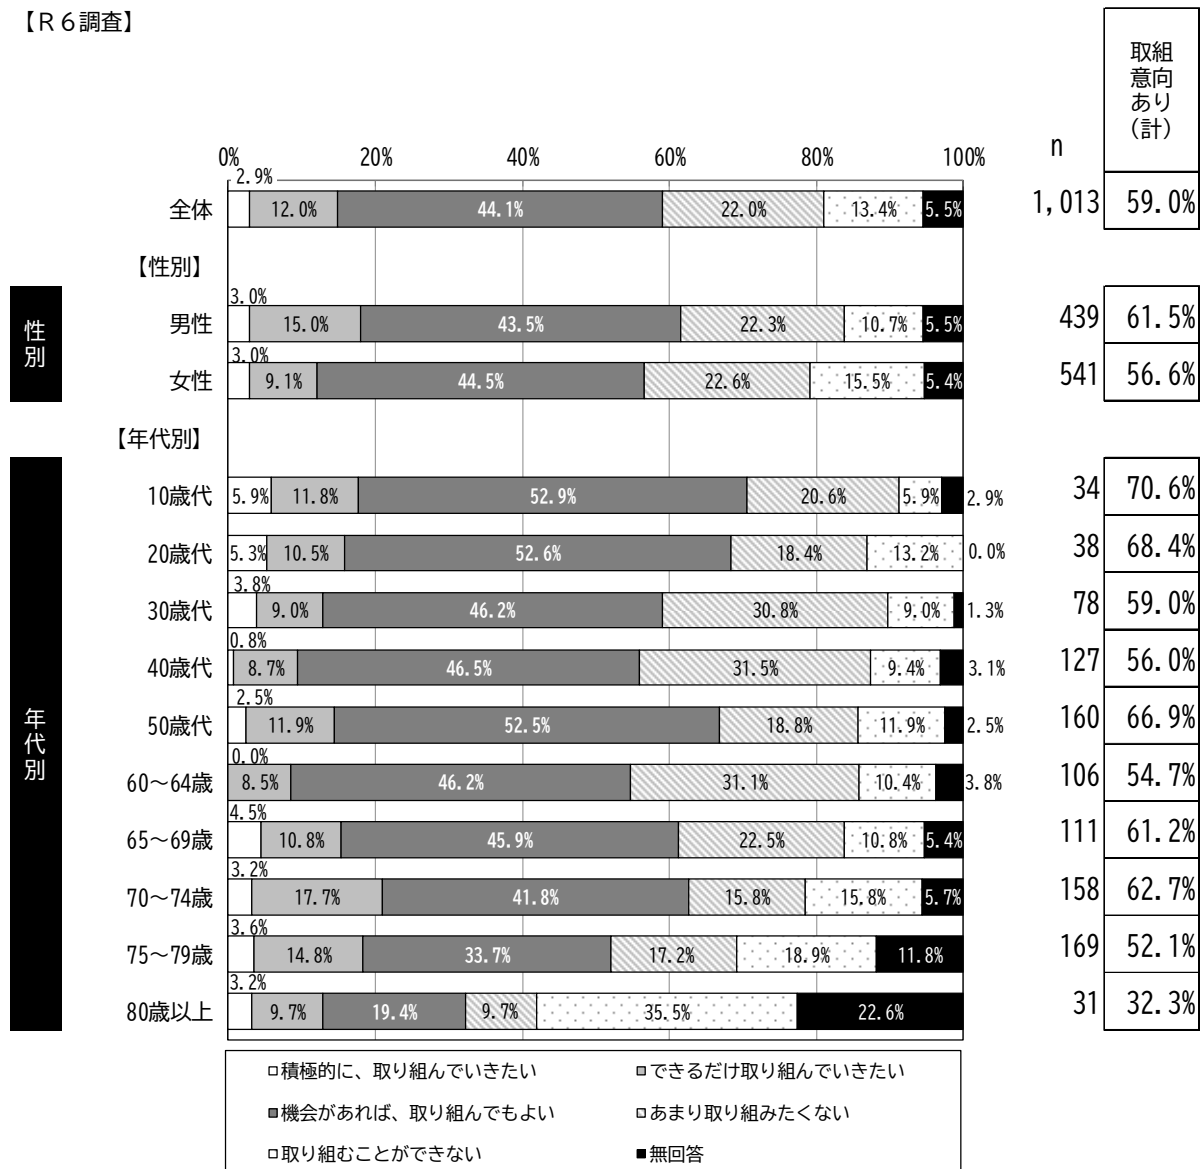 【R６調査】
取組
意向
あり
（計）
n
0% 20% 40% 60% 80% 100%
全体 2.9% 12.0% 44.1% 22.0% 13.4% 5.5% 1,013 59.0%
【性別】
性別
男性 3.0% 15.0% 43.5% 22.3% 10.7% 5.5% 439 61.5%
女性 3.0% 9.1% 44.5% 22.6% 15.5% 5.4% 541 56.6%
【年代別】
年代別
10歳代 5.9% 11.8% 52.9% 20.6% 5.9% 2.9% 34 70.6%
20歳代 5.3% 10.5% 52.6% 18.4% 13.2% 0.0% 38 68.4%
30歳代 3.8% 9.0% 46.2% 30.8% 9.0% 1.3% 78 59.0%
40歳代 0.8% 8.7% 46.5% 31.5% 9.4% 3.1% 127 56.0%
50歳代 2.5% 11.9% 52.5% 18.8% 11.9% 2.5% 160 66.9%
60～64歳 0.0% 8.5% 46.2% 31.1% 10.4% 3.8% 106 54.7%
65～69歳 4.5% 10.8% 45.9% 22.5% 10.8% 5.4% 111 61.2%
70～74歳 3.2% 17.7% 41.8% 15.8% 15.8% 5.7% 158 62.7%
75～79歳 3.6% 14.8% 33.7% 17.2% 18.9% 11.8% 169 52.1%
80歳以上 3.2% 9.7% 19.4% 9.7% 35.5% 22.6% 31 32.3%
積極的に、取り組んでいきたい できるだけ取り組んでいきたい
機会があれば、取り組んでもよい あまり取り組みたくない
取り組むことができない 無回答